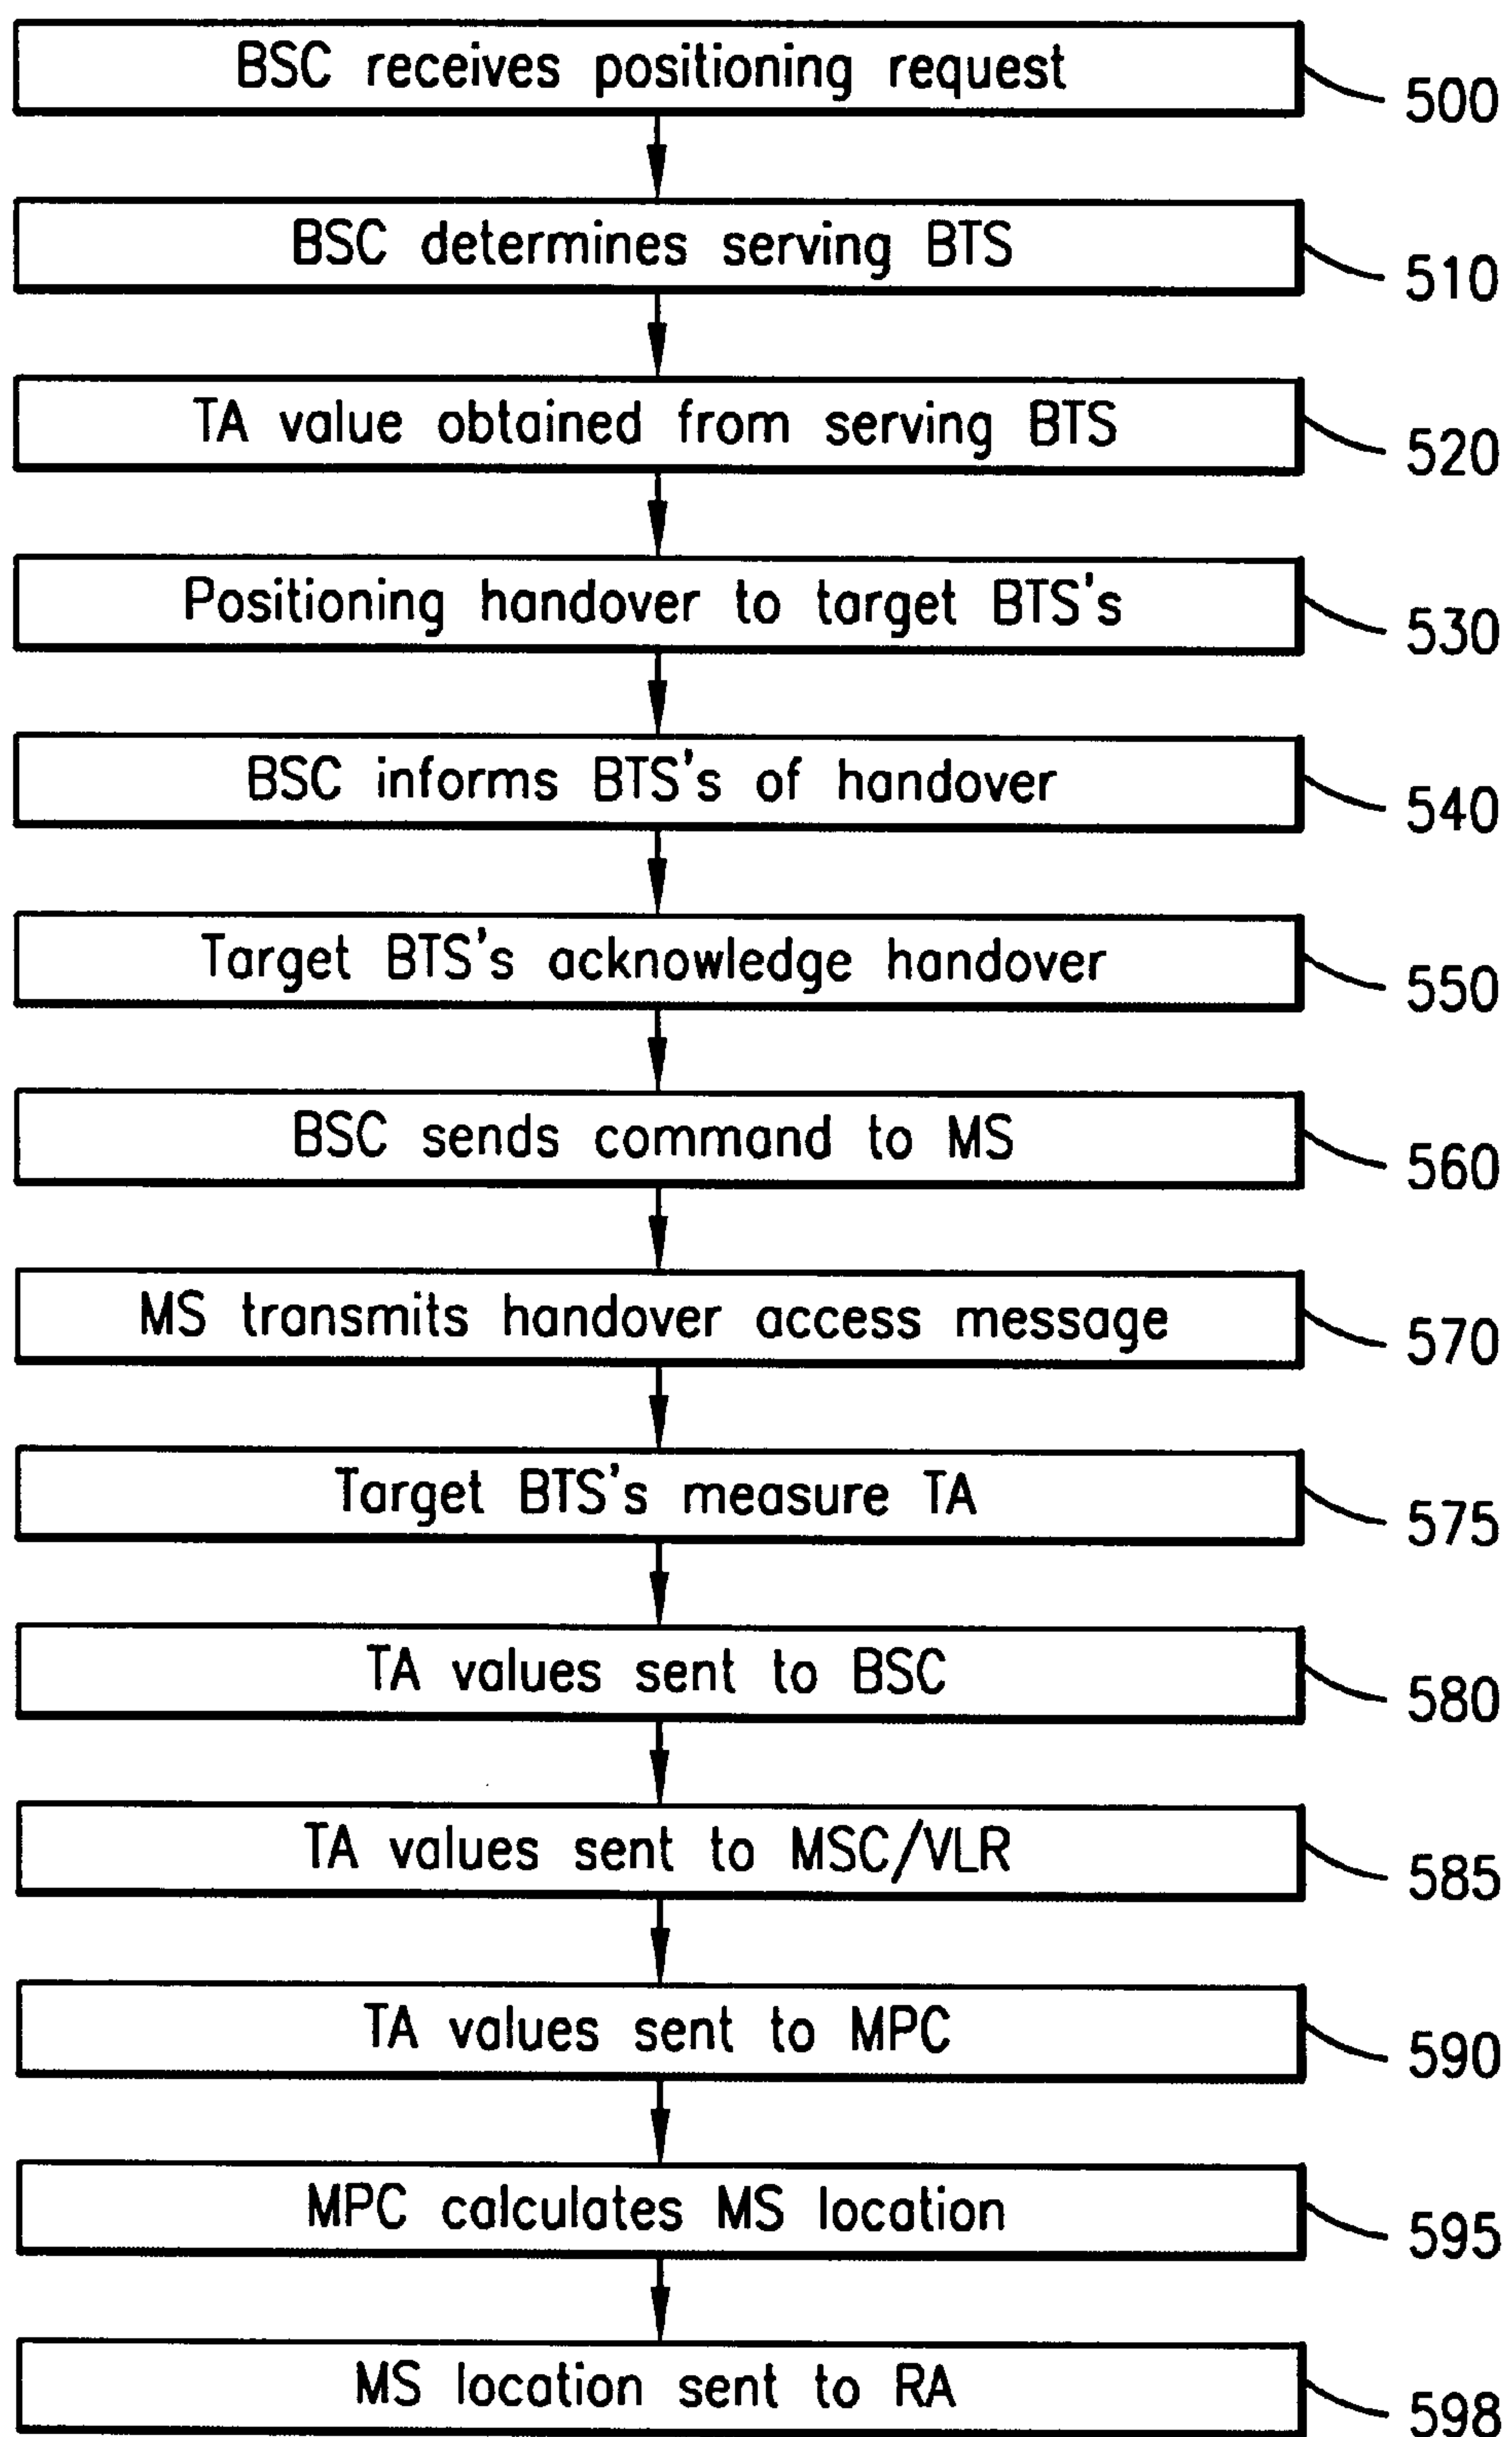 BSC receives positioning request
500
BSC determines serving BTS
510
TA value obtained from serving BTS
520
Positioning handover to target BTS's
530
BSC informs BTS's of handover
540
Target BTS's acknowledge handover
550
BSC sends command to MS
560
MS transmits handover access message
570
Target BTS's measure TA
575
TA values sent to BSC
580
TA values sent to MSC/VLR
585
TA values sent to MPC
590
MPC calculates MS location
595
MS location sent to RA
598